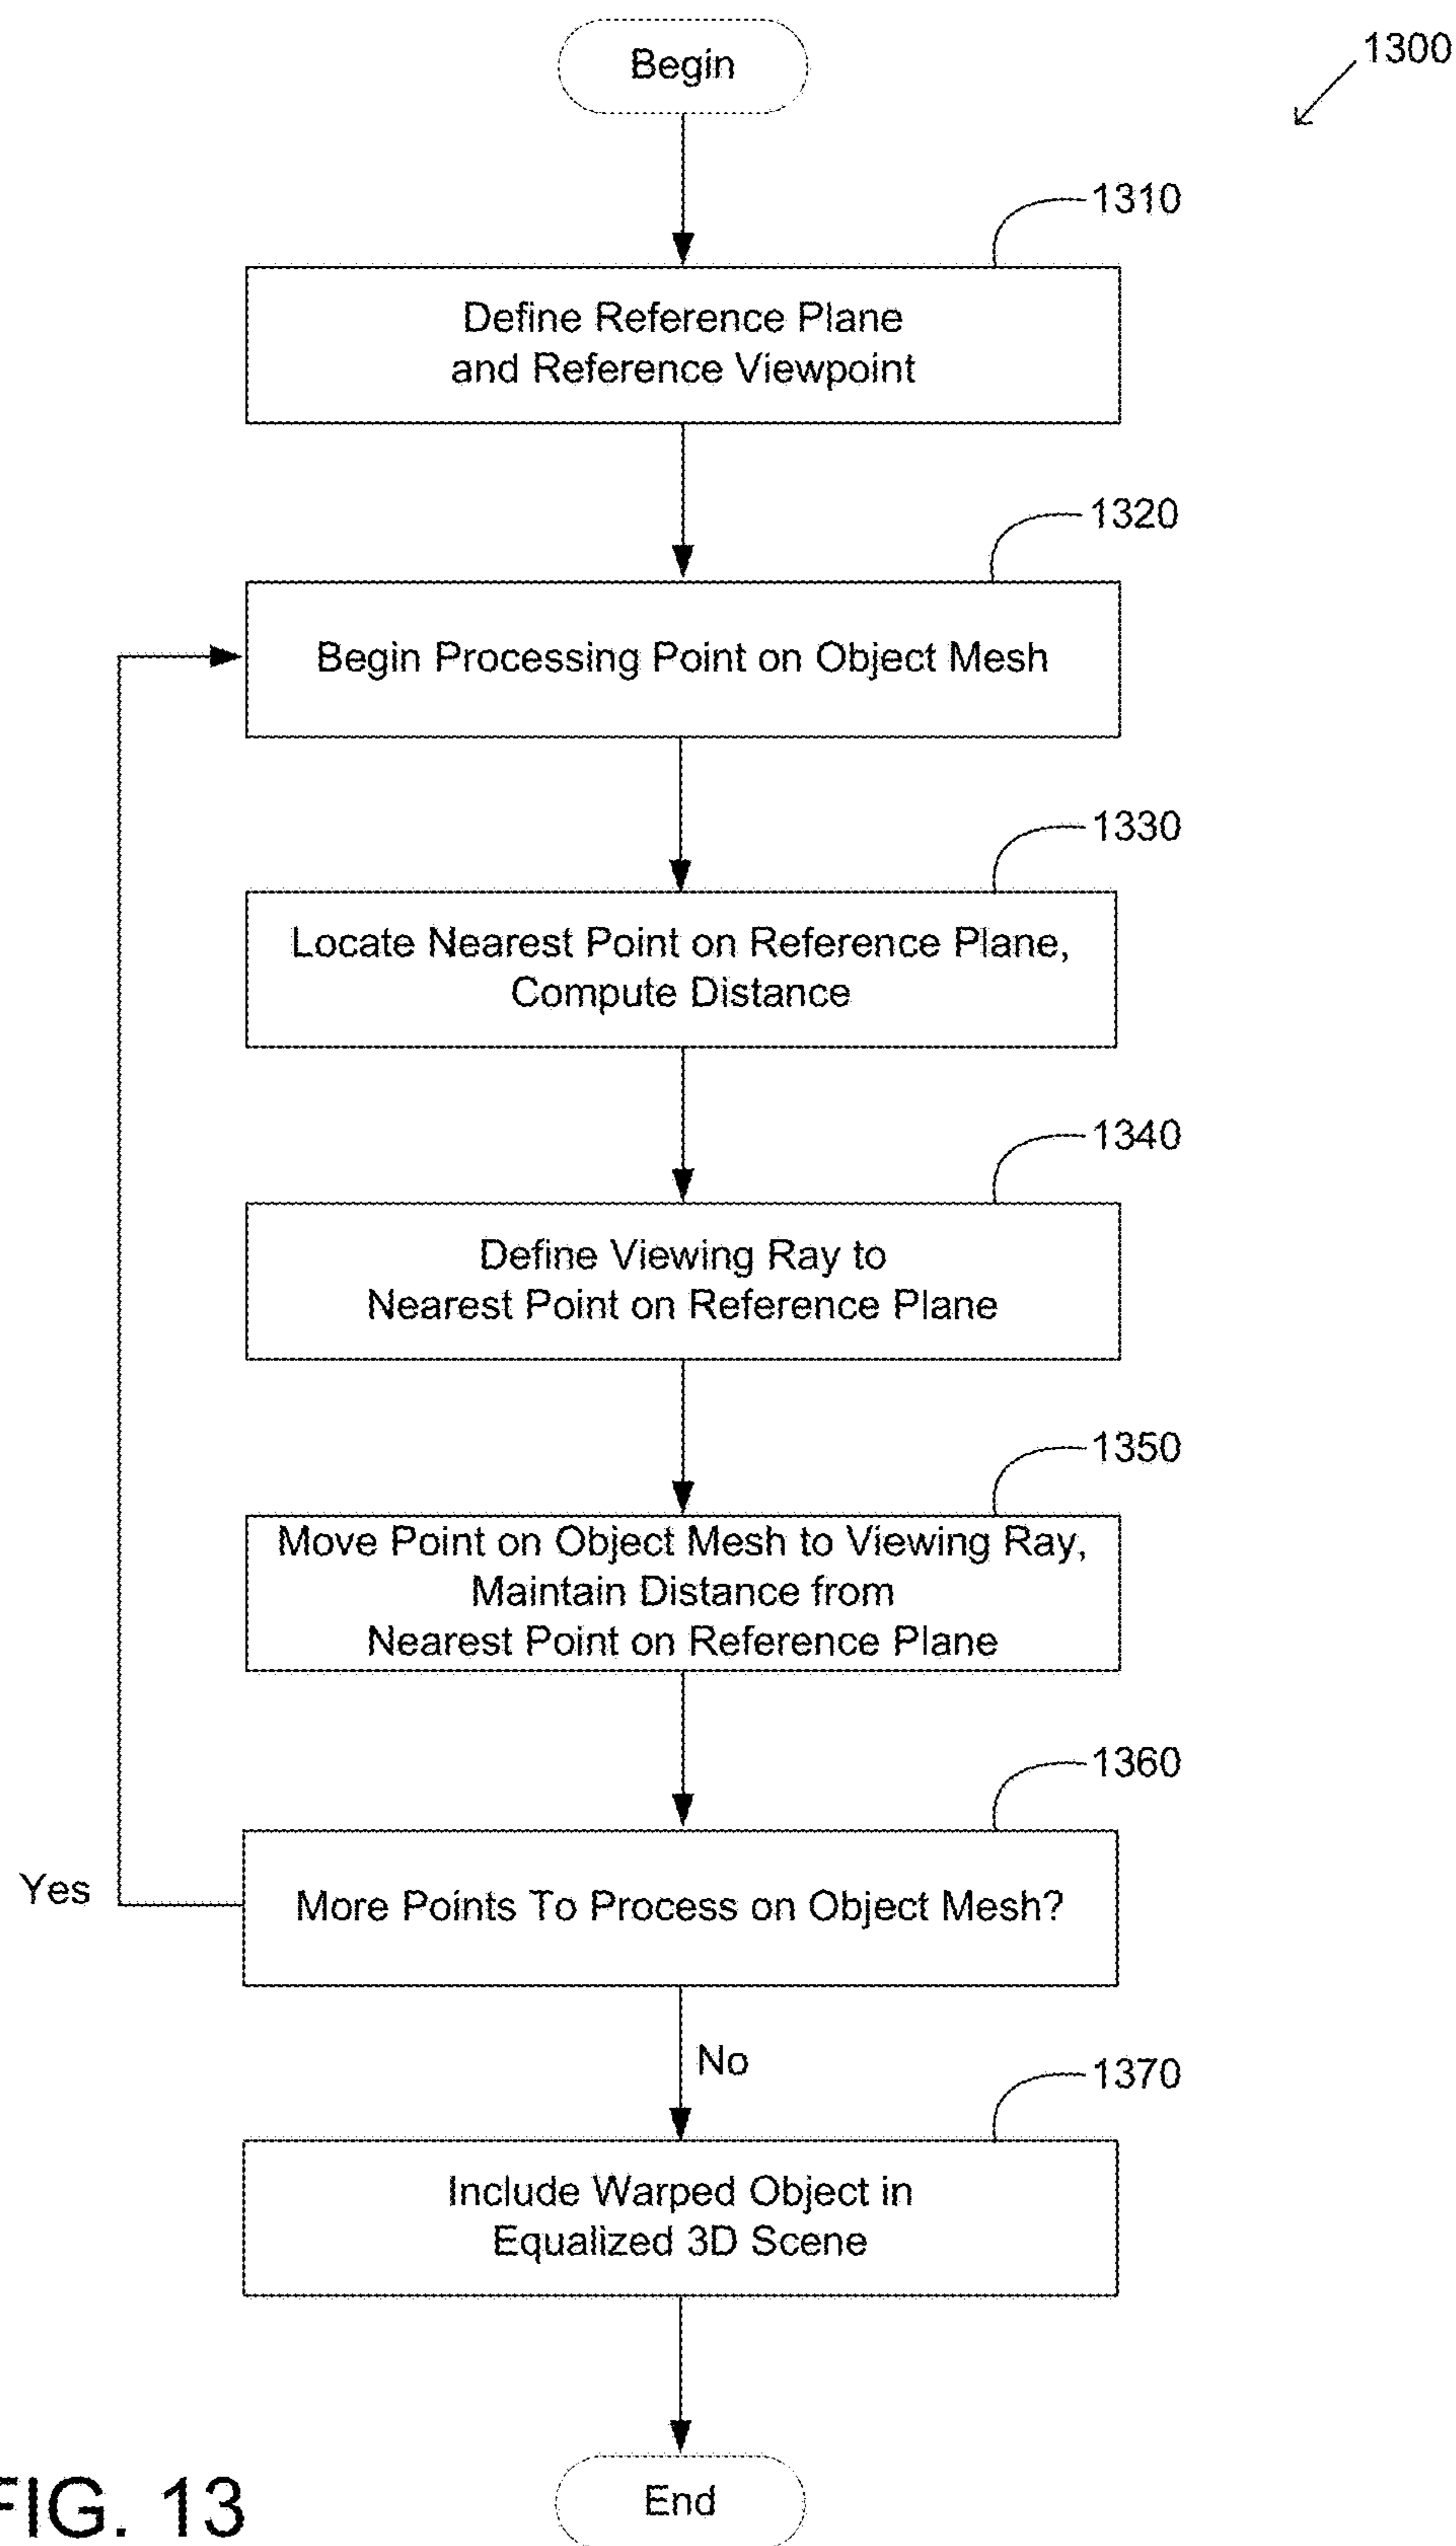 Begin
1300
1310
Define Reference Plane
and Reference Viewpoint
1320
Begin Processing Point on Object Mesh
1330
Locate Nearest Point on Reference Plane,
Compute Distance
1340
Define Viewing Ray to
Nearest Point on Reference Plane
1350
Move Point on Object Mesh to Viewing Ray,
Maintain Distance from
Nearest Point on Reference Plane
1360
Yes
More Points To Process on Object Mesh?
No
1370
Include Warped Object in
Equalized 3D Scene
End
FIG. 13